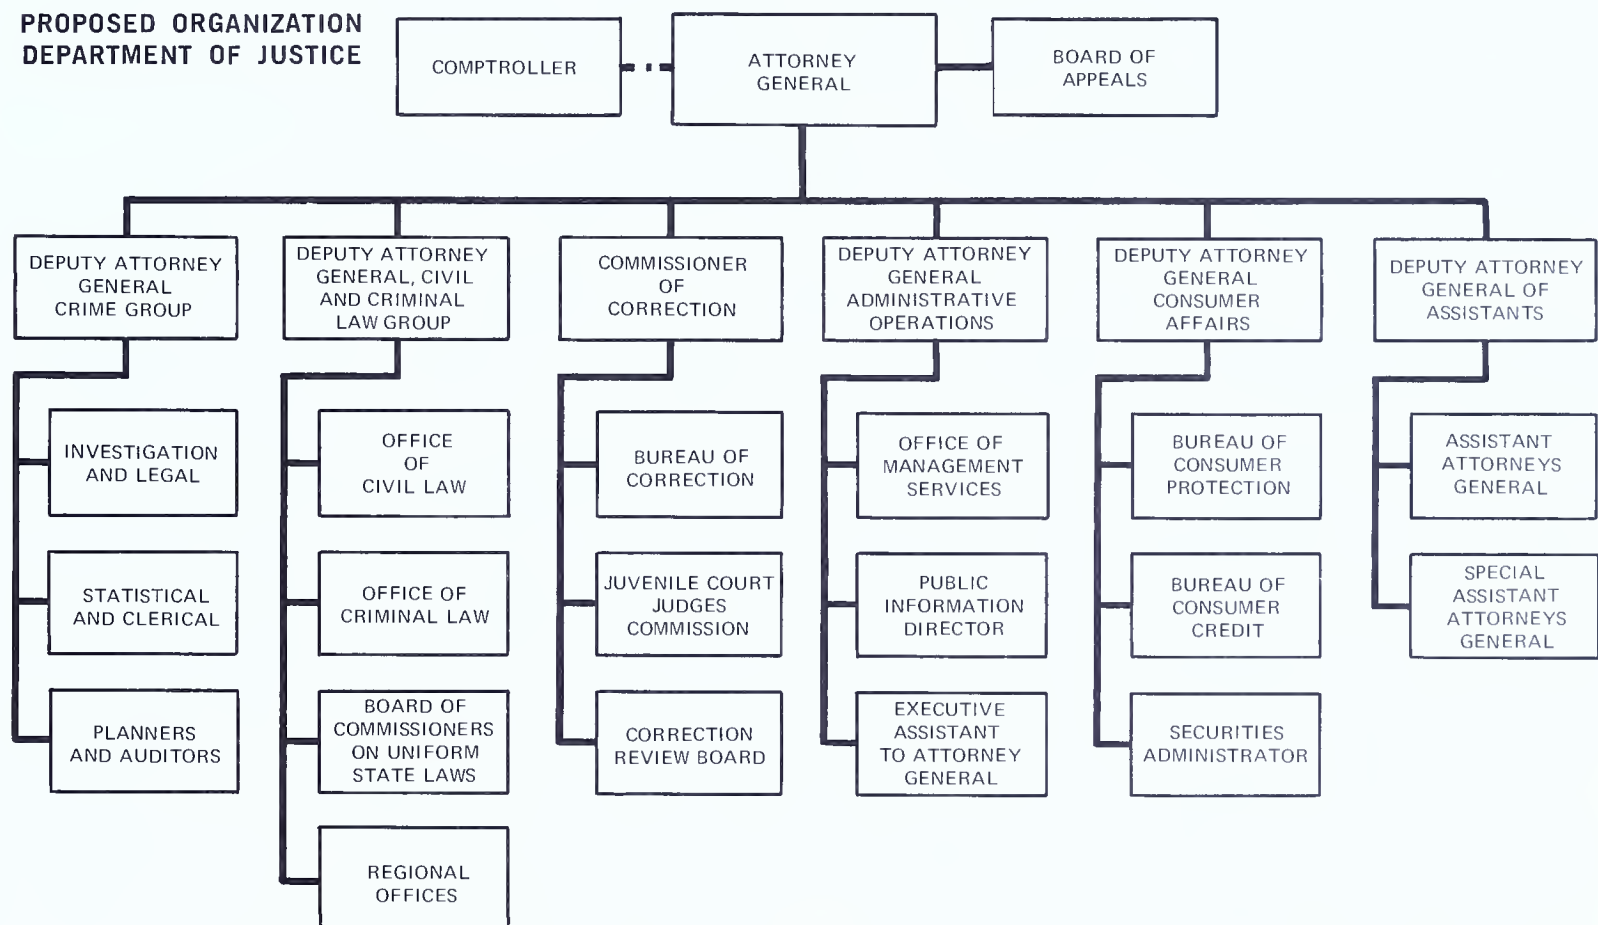 PROPOSED ORGANIZATION
DEPARTMENT OF JUSTICE
COMPTROLLER
ATTORNEY
GENERAL
BOARD OF
APPEALS
DEPUTY ATTORNEY
GENERAL
CRIME GROUP
DEPUTY ATTORNEY
GENERAL, CIVIL
AND CRIMINAL
LAW GROUP
COMMISSIONER
OF
CORRECTION
DEPUTY ATTORNEY
GENERAL
ADMINISTRATIVE
OPERATIONS
DEPUTY ATTORNEY
GENERAL
CONSUMER
AFFAIRS
DEPUTY ATTORNEY
GENERAL OF
ASSISTANTS
INVESTIGATION
AND LEGAL
STATISTICAL
AND CLERICAL
PLANNERS
AND AUDITORS
OFFICE
OF
CIVIL LAW
OFFICE OF
CRIMINAL LAW
BOARD OF
COMMISSIONERS
ON UNIFORM
STATE LAWS
REGIONAL
OFFICES
BUREAU OF
CORRECTION
JUVENILE COURT
JUDGES
COMMISSION
CORRECTION
REVIEW BOARD
OFFICE OF
MANAGEMENT
SERVICES
PUBLIC
INFORMATION
DIRECTOR
EXECUTIVE
ASSISTANT
TO ATTORNEY
GENERAL
BUREAU OF
CONSUMER
PROTECTION
BUREAU OF
CONSUMER
CREDIT
SECURITIES
ADMINISTRATOR
ASSISTANT
ATTORNEYS
GENERAL
SPECIAL
ASSISTANT
ATTORNEYS
GENERAL